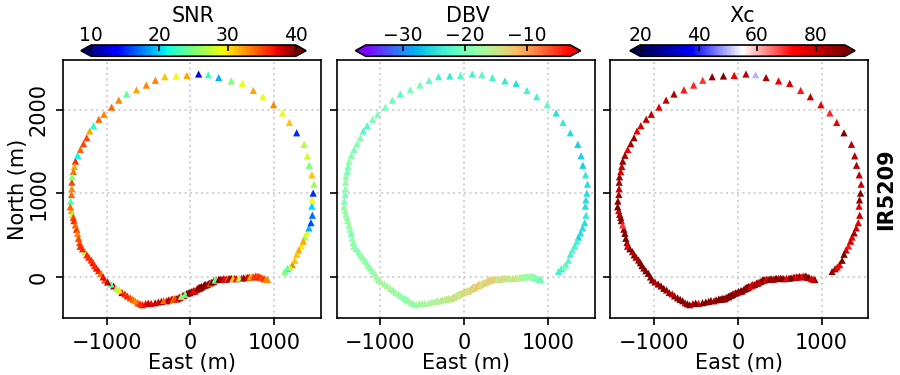 SNR DBV Xc
10 20 30 40 −30 −20 −10 20 40 60 80
North (m)
2000
1000
0
IR5209
−1000 0 1000 −1000 0 1000 −1000 0 1000
East (m) East (m) East (m)